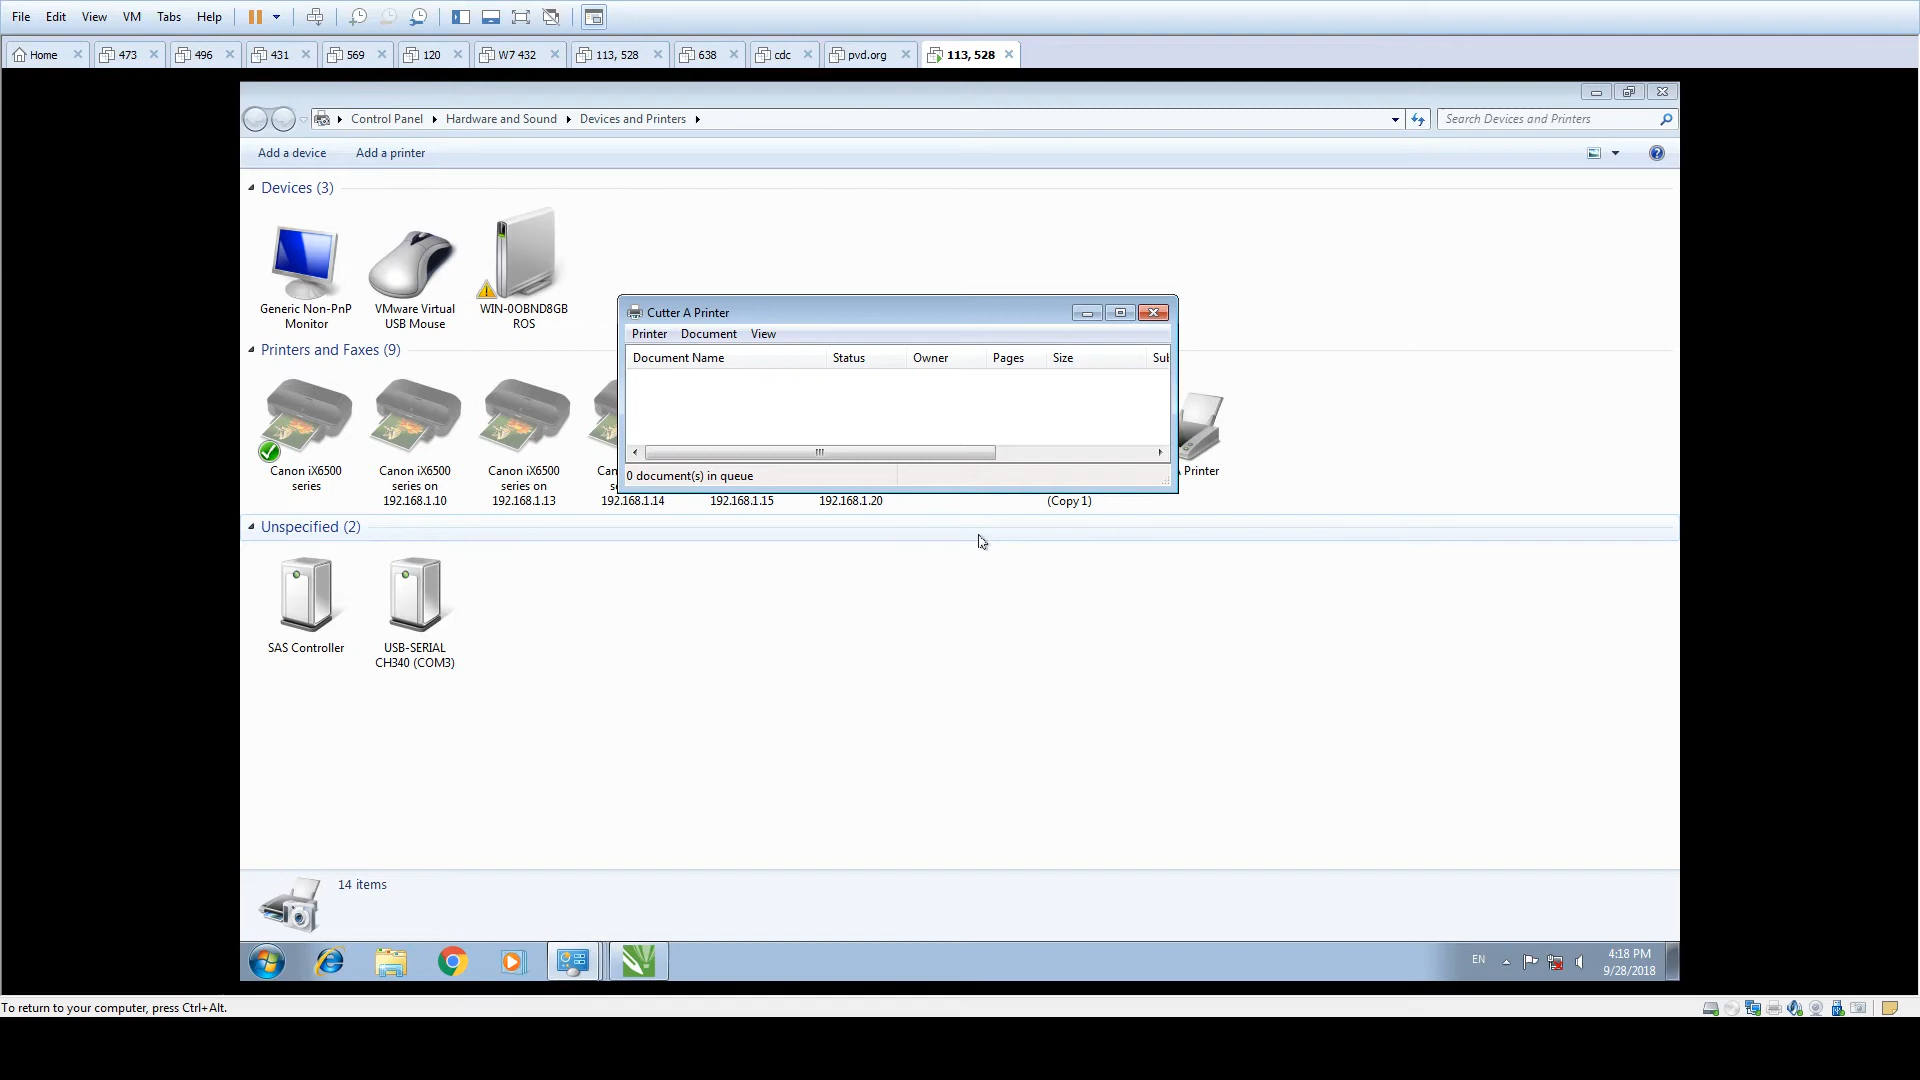 File Edit View VM Tabs Help
Home 473 496 431 569 120 W7 432 113, 528 638 cdc pvd.org 113, 528
Control Panel Hardware and Sound Devices and Printers Search Devices and Printers
Add a device Add a printer
Devices (3)
Generic Non-PnP
Monitor
VMware Virtual
USB Mouse
WIN-0OBND8GB
ROS
Cutter A Printer
Printer Document View
Document Name Status Owner Pages Size Sub
0 document(s) in queue
Printers and Faxes (9)
Canon iX6500
series
Canon iX6500
series on
192.168.1.10
Canon iX6500
series on
192.168.1.13
Can
se
192.168.1.14
192.168.1.15
192.168.1.20
(Copy 1)
A Printer
Unspecified (2)
SAS Controller
USB-SERIAL
CH340 (COM3)
14 items
EN
4:18 PM
9/28/2018
To return to your computer, press Ctrl+Alt.